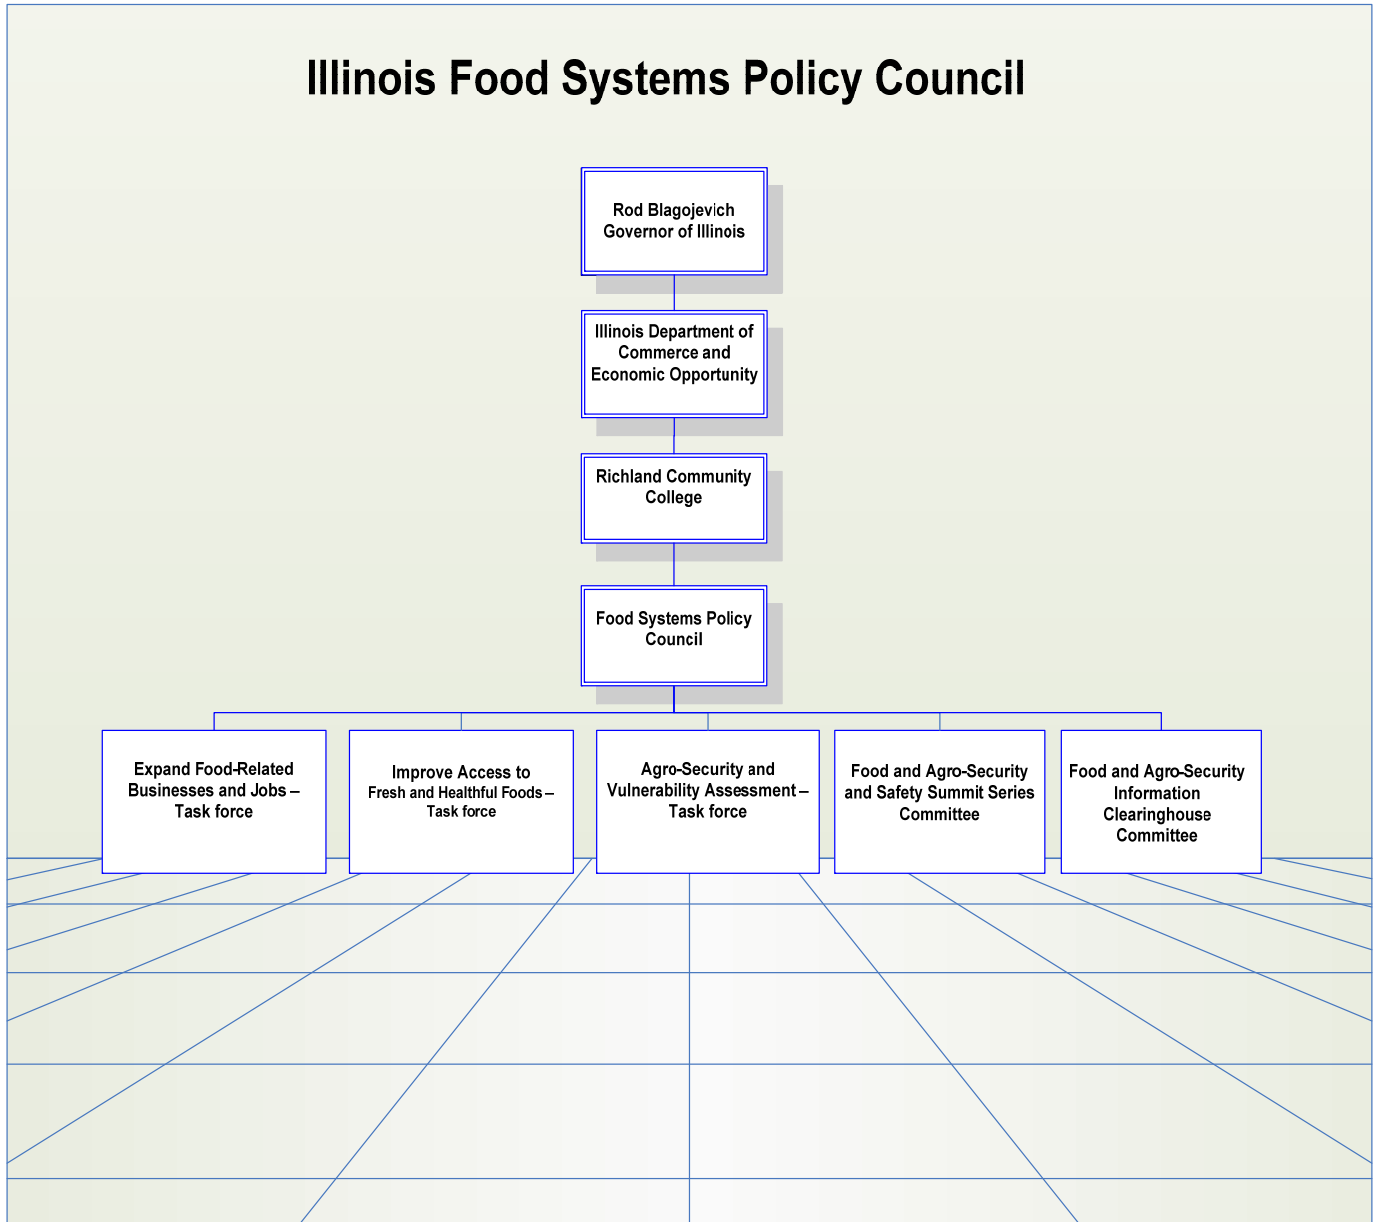 Illinois Food Systems Policy Council
Rod Blagojevich
Governor of Illinois
Illinois Department of
Commerce and
Economic Opportunity
Richland Community
College
Food Systems Policy
Council
Expand Food-Related
Businesses and Jobs –
Task force
Improve Access to
Fresh and Healthful Foods –
Task force
Agro-Security and
Vulnerability Assessment –
Task force
Food and Agro-Security
and Safety Summit Series
Committee
Food and Agro-Security
Information
Clearinghouse
Committee